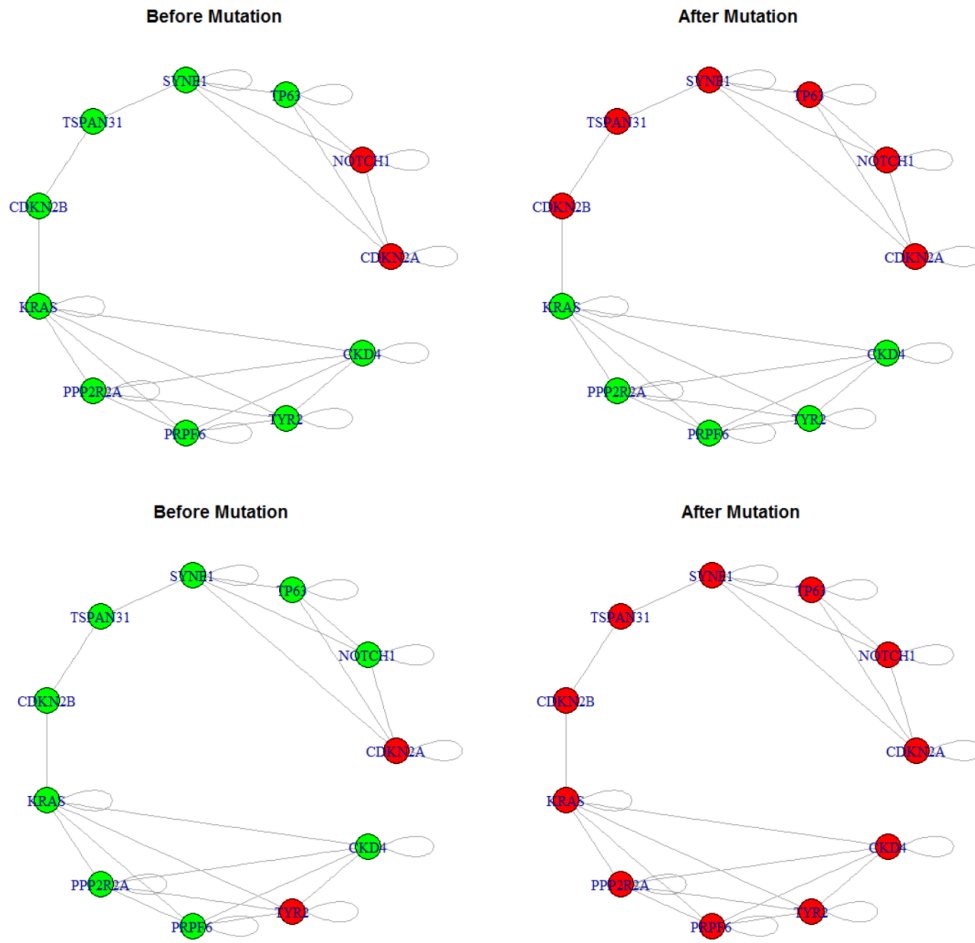 Before Mutation
After Mutation
SYNE1
TP63
TSPAN31
NOTCH1
CDKN2B
CDKN2A
KRAS
CKD4
PPP2R2A
TYR2
PRPF6
SYNE1
TP63
TSPAN31
NOTCH1
CDKN2B
CDKN2A
KRAS
CKD4
PPP2R2A
TYR2
PRPF6
Before Mutation
After Mutation
SYNE1
TP63
TSPAN31
NOTCH1
CDKN2B
CDKN2A
KRAS
CKD4
PPP2R2A
TYR2
PRPF6
SYNE1
TP63
TSPAN31
NOTCH1
CDKN2B
CDKN2A
KRAS
CKD4
PPP2R2A
TYR2
PRPF6